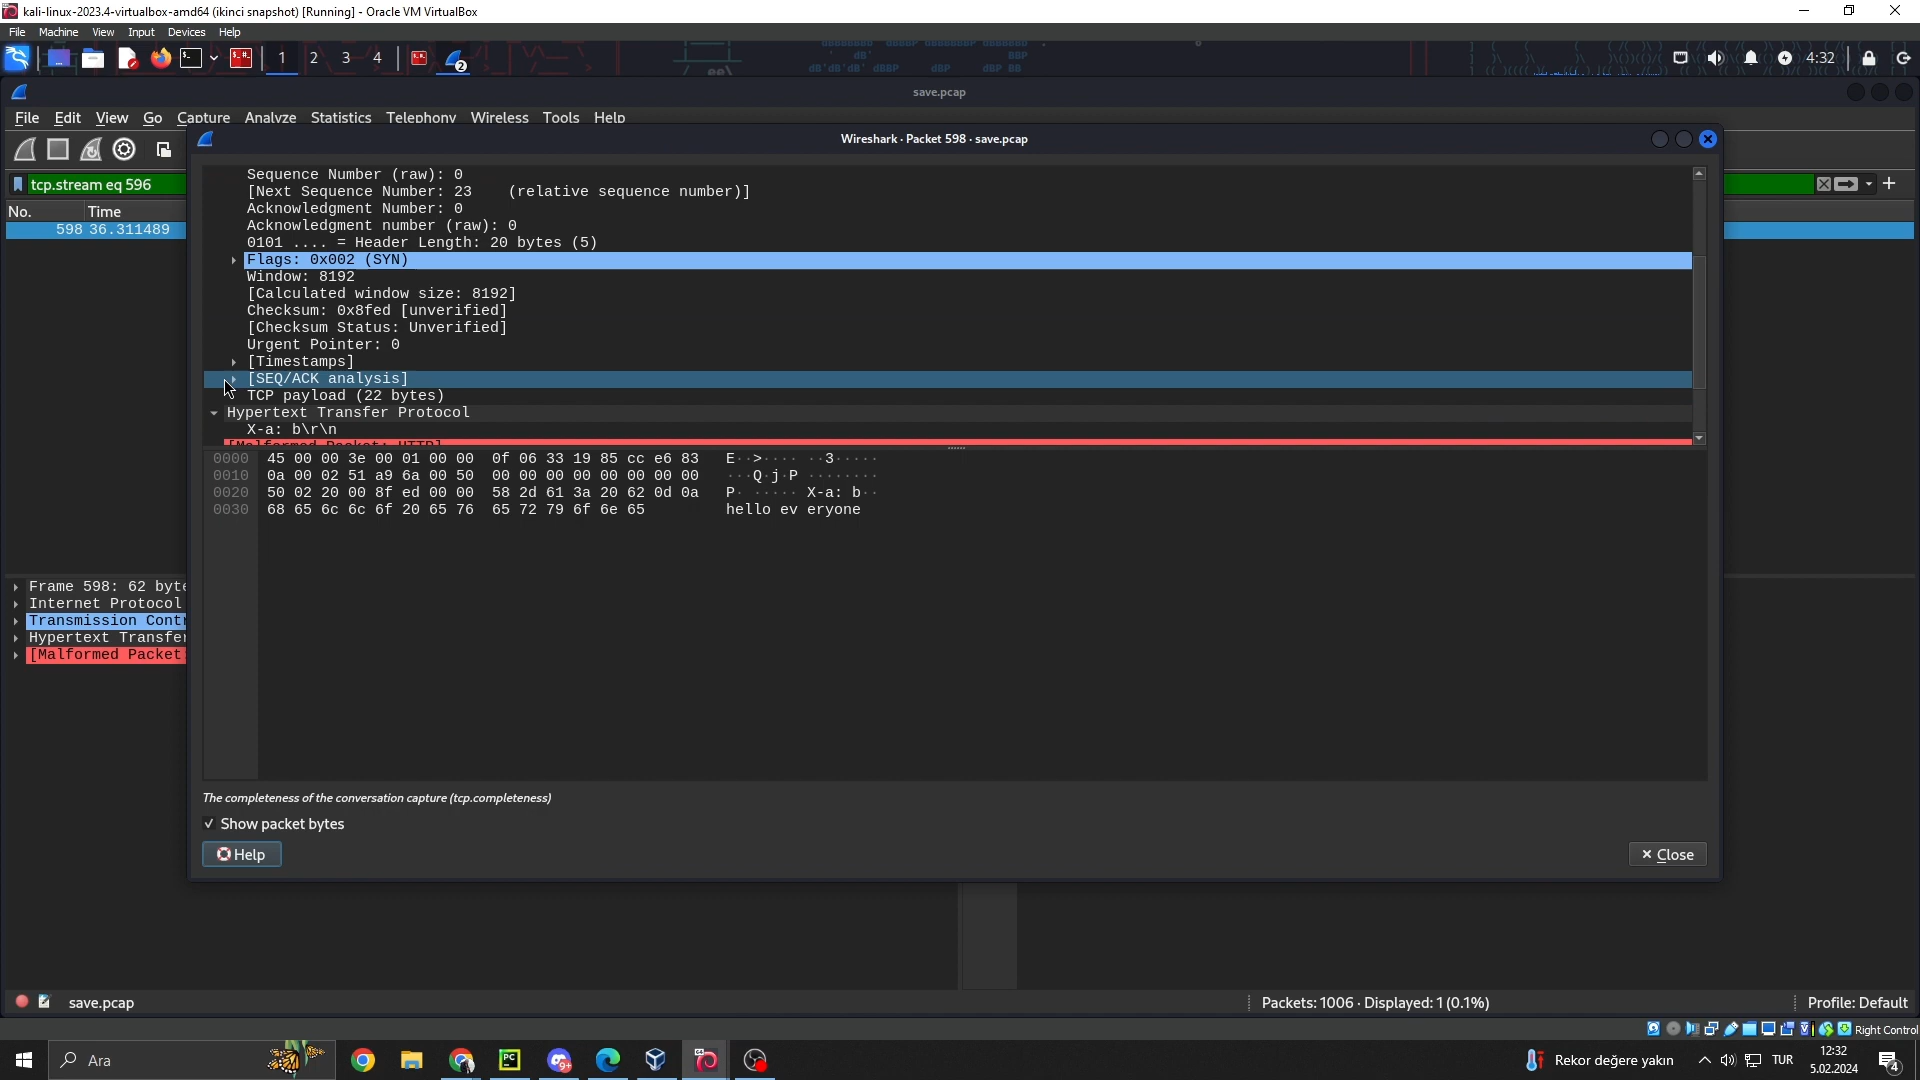 kali-linux-2023.4-virtualbox-amd64 (ikinci snapshot) [Running] - Oracle VM VirtualBox
File Machine View Input Devices Help
1 2 3 4
2
4:32
save.pcap
File Edit View Go Capture Analyze Statistics Telephony Wireless Tools Help
Wireshark · Packet 598 · save.pcap
tcp.stream eq 596
No. Time
598 36.311489
Sequence Number (raw): 0
[Next Sequence Number: 23    (relative sequence number)]
Acknowledgment Number: 0
Acknowledgment number (raw): 0
0101 .... = Header Length: 20 bytes (5)
Flags: 0x002 (SYN)
Window: 8192
[Calculated window size: 8192]
Checksum: 0x8fed [unverified]
[Checksum Status: Unverified]
Urgent Pointer: 0
[Timestamps]
[SEQ/ACK analysis]
TCP payload (22 bytes)
Hypertext Transfer Protocol
X-a: b\r\n
[Malformed Packet: HTTP]
0000 45 00 00 3e 00 01 00 00 0f 06 33 19 85 cc e6 83 E··>···· ··3·····
0010 0a 00 02 51 a9 6a 00 50 00 00 00 00 00 00 00 00 ···Q·j·P ········
0020 50 02 20 00 8f ed 00 00 58 2d 61 3a 20 62 0d 0a P· ····· X-a: b··
0030 68 65 6c 6c 6f 20 65 76 65 72 79 6f 6e 65 hello ev eryone
Frame 598: 62 byte
Internet Protocol
Transmission Contr
Hypertext Transfer
[Malformed Packet:
The completeness of the conversation capture (tcp.completeness)
Show packet bytes
Help
Close
save.pcap
Packets: 1006 · Displayed: 1 (0.1%)
Profile: Default
Right Control
Ara
Rekor değere yakın
TUR
12:32
5.02.2024
4